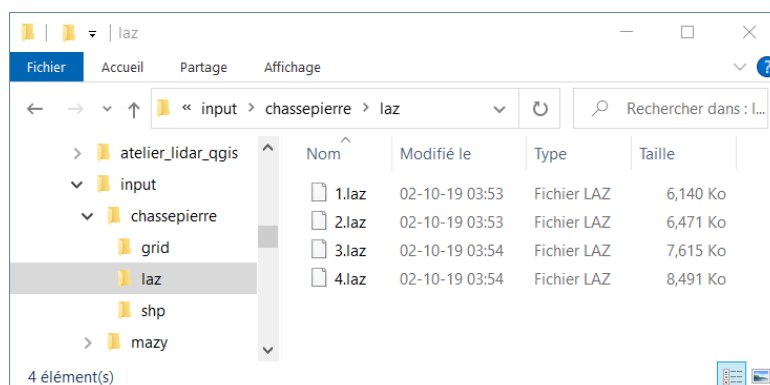 laz
Fichier Accueil Partage Affichage ?
« input > chassepierre > laz Rechercher dans : l...
atelier_lidar_qgis
input
chassepierre
grid
laz
shp
mazy
Nom Modifié le Type Taille
1.laz 02-10-19 03:53 Fichier LAZ 6,140 Ko
2.laz 02-10-19 03:53 Fichier LAZ 6,471 Ko
3.laz 02-10-19 03:54 Fichier LAZ 7,615 Ko
4.laz 02-10-19 03:54 Fichier LAZ 8,491 Ko
4 élément(s)